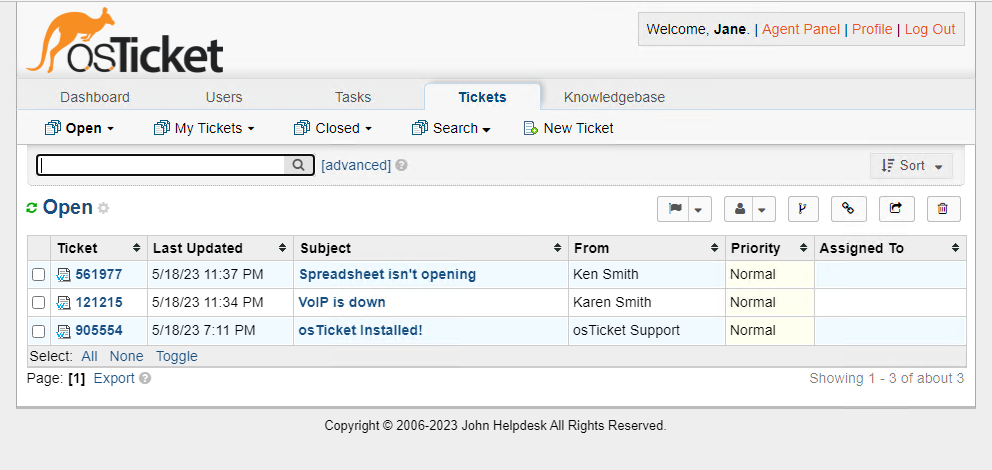 osTicket
Welcome, Jane. | Agent Panel | Profile | Log Out
Dashboard Users Tasks Tickets Knowledgebase
Open My Tickets Closed Search New Ticket
[advanced] ? Sort
Open
Ticket Last Updated Subject From Priority Assigned To
561977 5/18/23 11:37 PM Spreadsheet isn't opening Ken Smith Normal
121215 5/18/23 11:34 PM VoIP is down Karen Smith Normal
905554 5/18/23 7:11 PM osTicket Installed! osTicket Support Normal
Select: All None Toggle
Page: [1] Export ? Showing 1 - 3 of about 3
Copyright © 2006-2023 John Helpdesk All Rights Reserved.